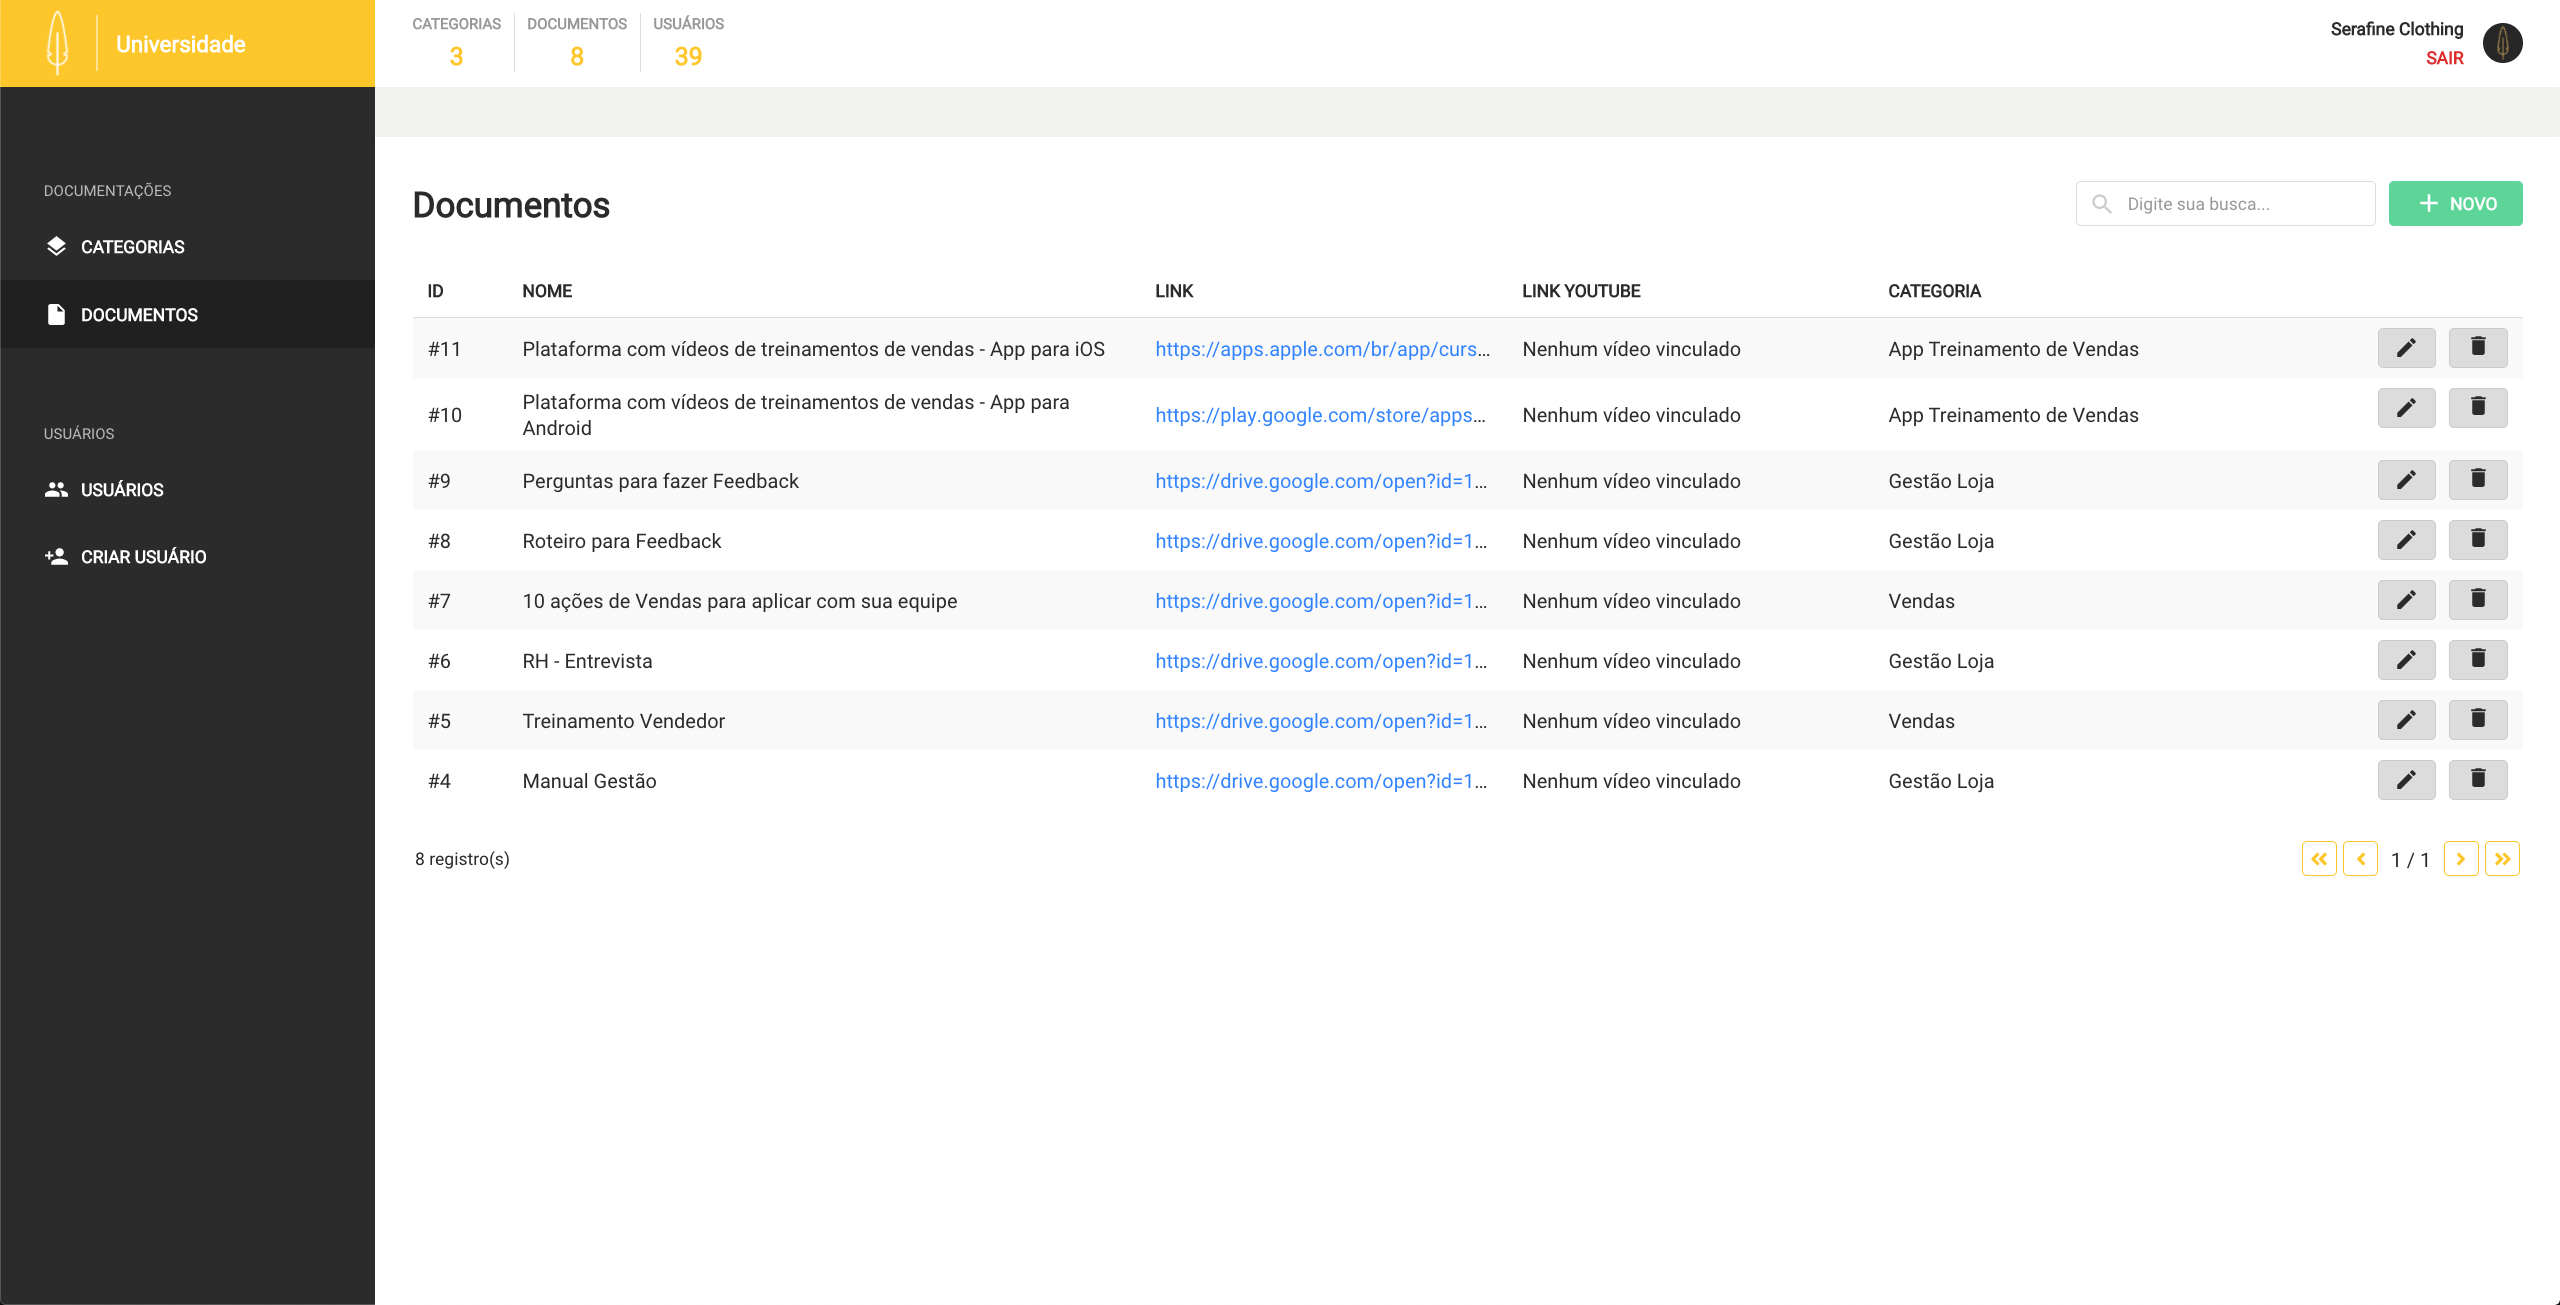 Universidade
CATEGORIAS
3
DOCUMENTOS
8
USUÁRIOS
39
Serafine Clothing
SAIR
DOCUMENTAÇÕES
CATEGORIAS
DOCUMENTOS
USUÁRIOS
USUÁRIOS
CRIAR USUÁRIO
Documentos
Digite sua busca...
NOVO
ID NOME LINK LINK YOUTUBE CATEGORIA
#11 Plataforma com vídeos de treinamentos de vendas - App para iOS https://apps.apple.com/br/app/curs... Nenhum vídeo vinculado App Treinamento de Vendas
#10 Plataforma com vídeos de treinamentos de vendas - App para
Android https://play.google.com/store/apps... Nenhum vídeo vinculado App Treinamento de Vendas
#9 Perguntas para fazer Feedback https://drive.google.com/open?id=1... Nenhum vídeo vinculado Gestão Loja
#8 Roteiro para Feedback https://drive.google.com/open?id=1... Nenhum vídeo vinculado Gestão Loja
#7 10 ações de Vendas para aplicar com sua equipe https://drive.google.com/open?id=1... Nenhum vídeo vinculado Vendas
#6 RH - Entrevista https://drive.google.com/open?id=1... Nenhum vídeo vinculado Gestão Loja
#5 Treinamento Vendedor https://drive.google.com/open?id=1... Nenhum vídeo vinculado Vendas
#4 Manual Gestão https://drive.google.com/open?id=1... Nenhum vídeo vinculado Gestão Loja
8 registro(s)
1 / 1